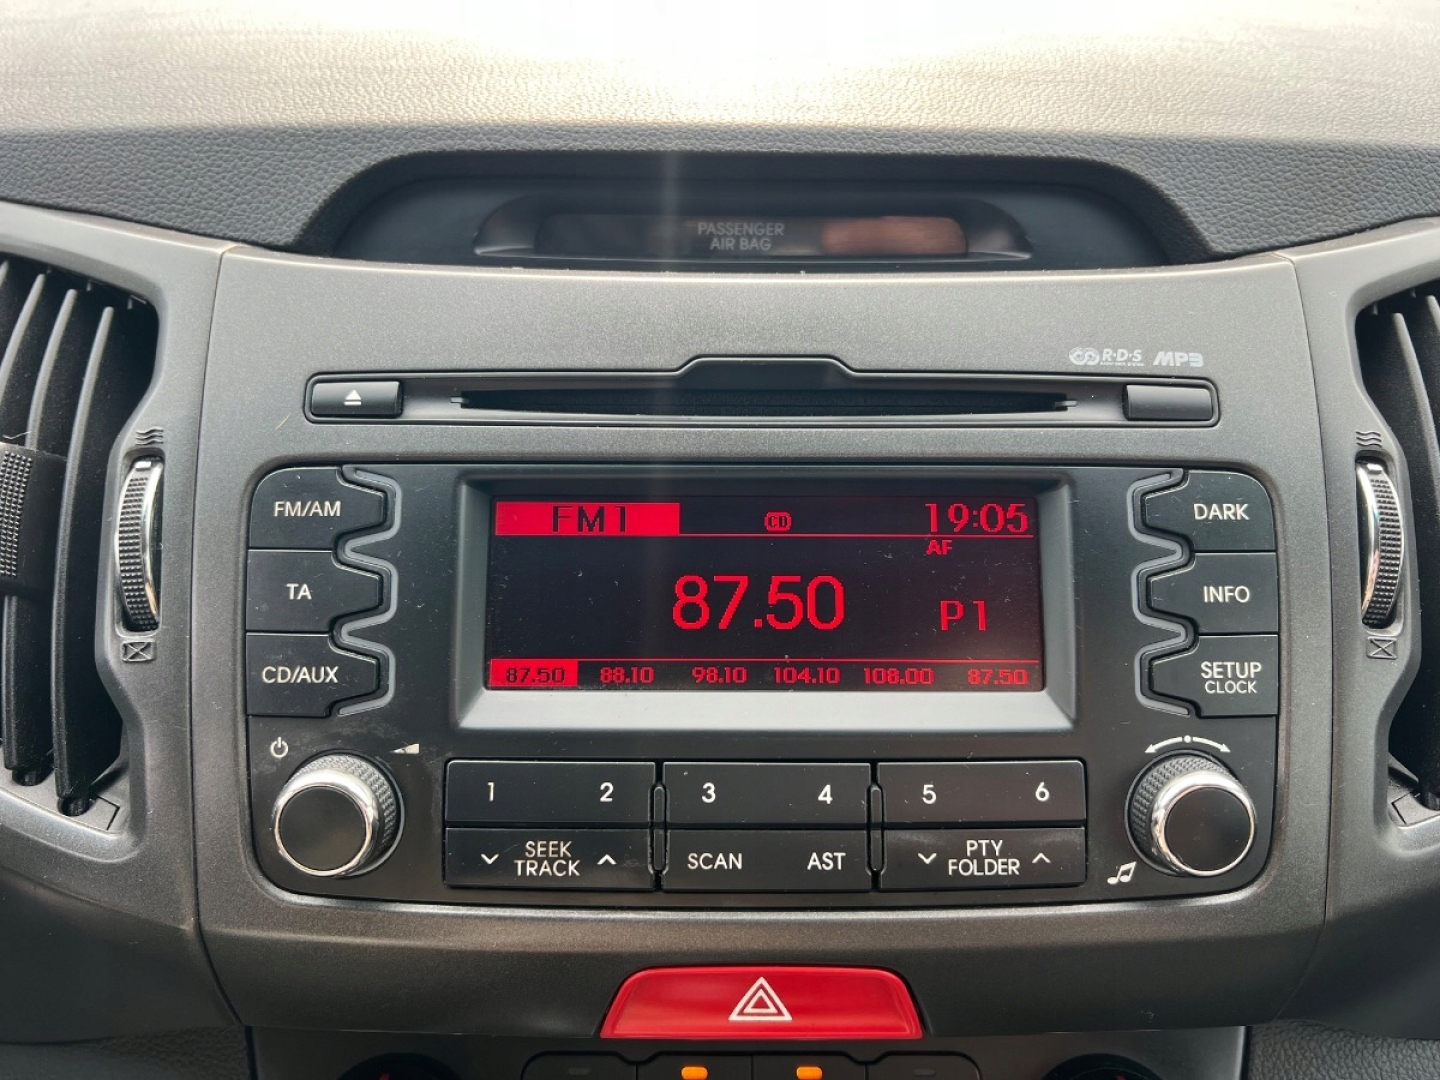 PASSENGER
AIR BAG
R·D·S MP3
FM/AM
TA
CD/AUX
FM1 CD 19:05
AF
87.50 P1
87.50 88.10 98.10 104.10 108.00 87.50
DARK
INFO
SETUP
CLOCK
1 2 3 4 5 6
SEEK
TRACK
SCAN AST
PTY
FOLDER